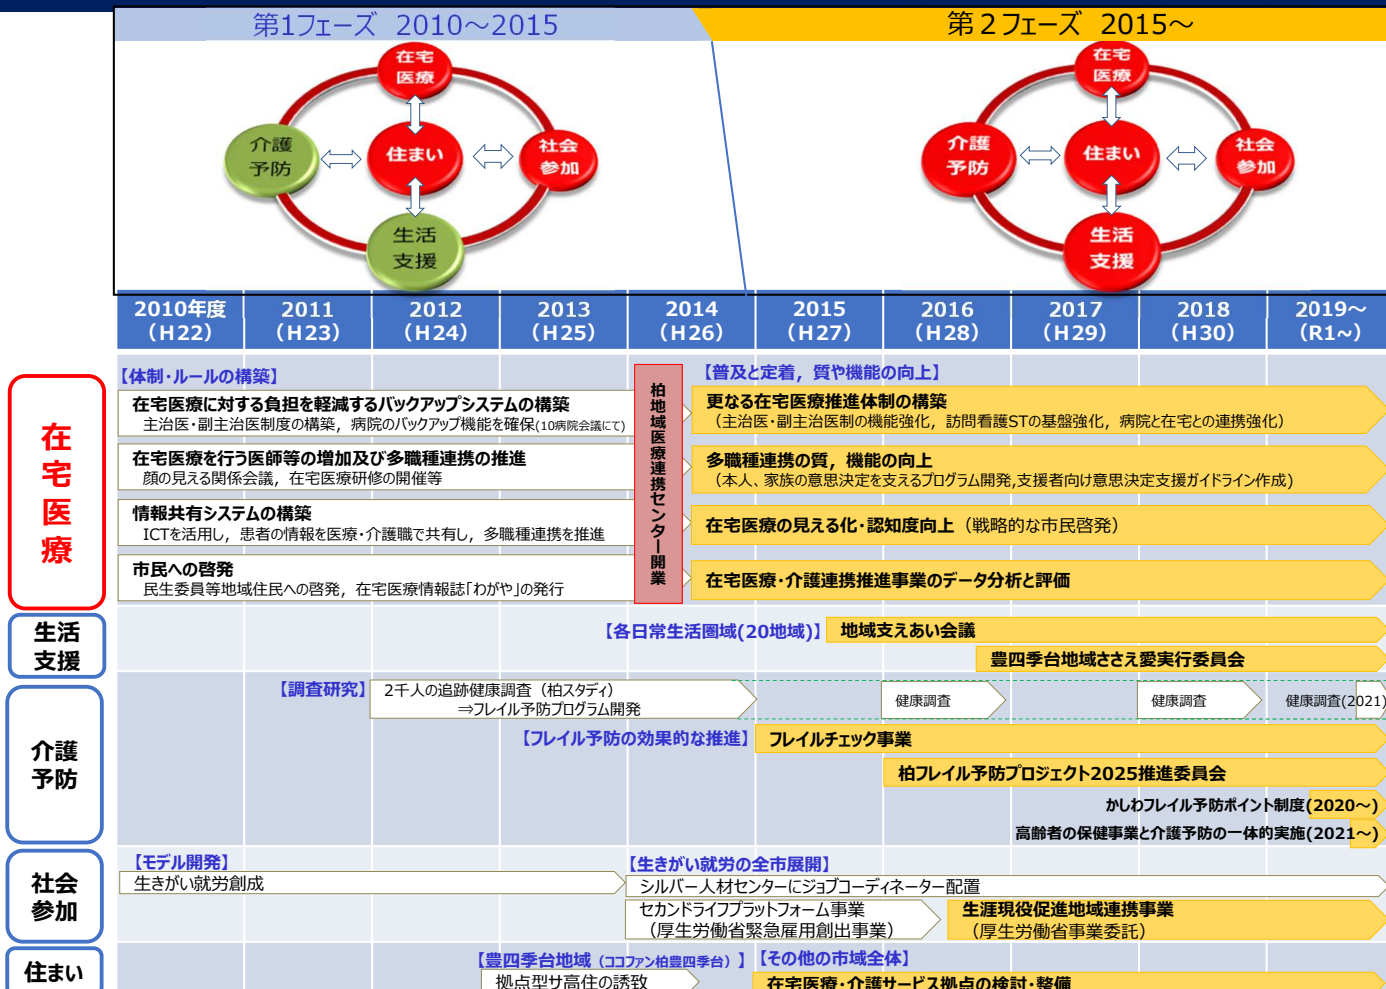 第1フェーズ 2010～2015
第２フェーズ 2015～
在宅
医療
介護
予防
住まい
社会
参加
生活
支援
在宅
医療
介護
予防
住まい
社会
参加
生活
支援
2010年度
（H22）
2011
（H23）
2012
（H24）
2013
（H25）
2014
（H26）
2015
（H27）
2016
（H28）
2017
（H29）
2018
（H30）
2019～
（R1~）
在宅医療
【体制・ルールの構築】
在宅医療に対する負担を軽減するバックアップシステムの構築
主治医・副主治医制度の構築，病院のバックアップ機能を確保(10病院会議にて)
在宅医療を行う医師等の増加及び多職種連携の推進
顔の見える関係会議，在宅医療研修の開催等
情報共有システムの構築
ICTを活用し，患者の情報を医療・介護職で共有し，多職種連携を推進
市民への啓発
民生委員等地域住民への啓発，在宅医療情報誌「わがや」の発行
柏地域医療連携センター開業
【普及と定着，質や機能の向上】
更なる在宅医療推進体制の構築
（主治医・副主治医制の機能強化，訪問看護STの基盤強化，病院と在宅との連携強化）
多職種連携の質，機能の向上
（本人、家族の意思決定を支えるプログラム開発,支援者向け意思決定支援ガイドライン作成)
在宅医療の見える化・認知度向上（戦略的な市民啓発）
在宅医療・介護連携推進事業のデータ分析と評価
生活
支援
【各日常生活圏域(20地域)】
地域支えあい会議
豊四季台地域ささえ愛実行委員会
介護
予防
【調査研究】
2千人の追跡健康調査（柏スタディ）
⇒フレイル予防プログラム開発
健康調査
健康調査
健康調査(2021)
【フレイル予防の効果的な推進】
フレイルチェック事業
柏フレイル予防プロジェクト2025推進委員会
かしわフレイル予防ポイント制度(2020～)
高齢者の保健事業と介護予防の一体的実施(2021～)
社会
参加
【モデル開発】
生きがい就労創成
【生きがい就労の全市展開】
シルバー人材センターにジョブコーディネーター配置
セカンドライフプラットフォーム事業
（厚生労働省緊急雇用創出事業）
生涯現役促進地域連携事業
（厚生労働省事業委託）
住まい
【豊四季台地域（ココファン柏豊四季台）】
【その他の市域全体】
拠点型サ高住の誘致
在宅医療・介護サービス拠点の検討・整備